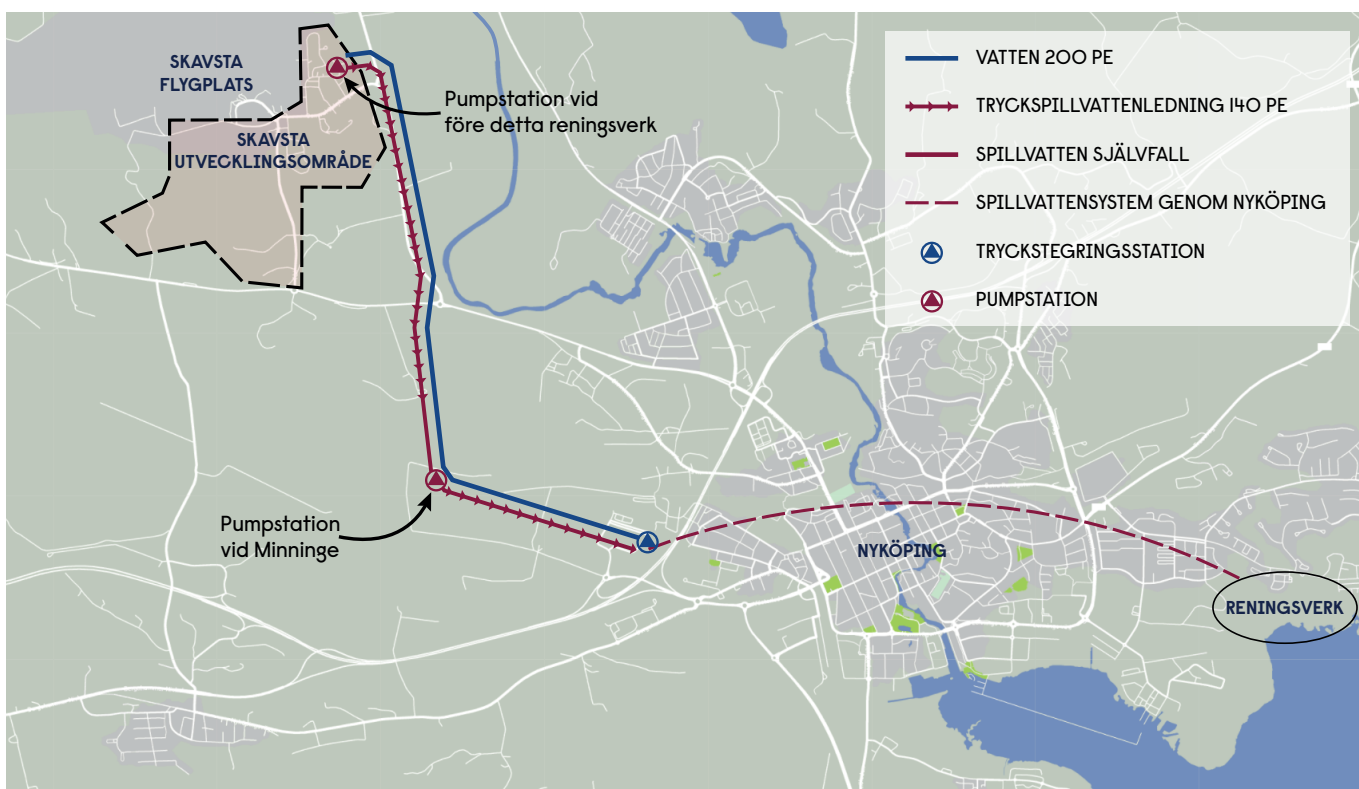 SKAVSTA
FLYGPLATS
SKAVSTA
UTVECKLINGSOMRÅDE
Pumpstation vid
före detta reningsverk
VATTEN 200 PE
TRYCKSPILLVATTENLEDNING 140 PE
SPILLVATTEN SJÄLVFALL
SPILLVATTENSYSTEM GENOM NYKÖPING
TRYCKSTEGRINGSSTATION
PUMPSTATION
Pumpstation
vid Minninge
NYKÖPING
RENINGSVERK